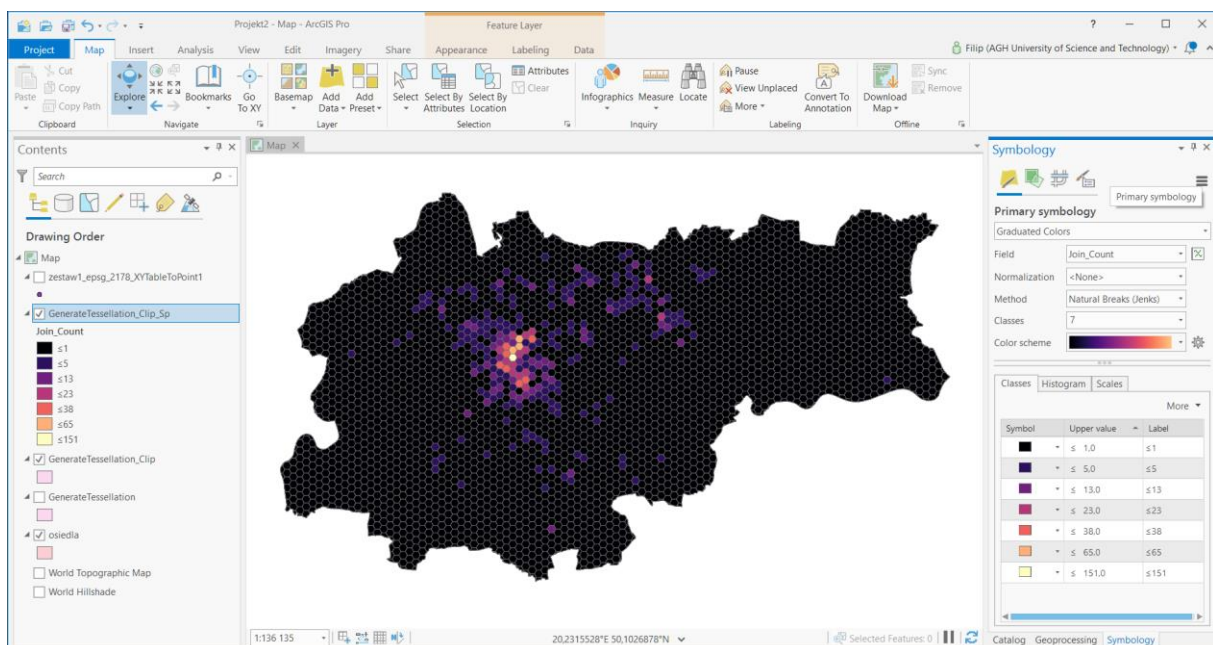 Projekt2 - Map - ArcGIS Pro
Feature Layer
?
Project Map Insert Analysis View Edit Imagery Share Appearance Labeling Data
Filip (AGH University of Science and Technology)
Paste
Cut
Copy
Copy Path
Clipboard
Explore
Bookmarks
Go To XY
Navigate
Basemap
Add Data
Add Preset
Layer
Select
Select By Attributes
Select By Location
Attributes
Clear
Selection
Infographics
Measure
Locate
Inquiry
Pause
View Unplaced
More
Convert To Annotation
Labeling
Download Map
Sync
Remove
Offline
Contents
Search
Drawing Order
Map
zestaw1_epsg_2178_XYTableToPoint1
GenerateTessellation_Clip_Sp
Join_Count
≤1
≤5
≤13
≤23
≤38
≤65
≤151
GenerateTessellation_Clip
GenerateTessellation
osiedla
World Topographic Map
World Hillshade
Map
1:136 135
20,2315528°E 50,1026878°N
Selected Features: 0
Symbology
Primary symbology
Primary symbology
Graduated Colors
Field Join_Count
Normalization <None>
Method Natural Breaks (Jenks)
Classes 7
Color scheme
Classes Histogram Scales
More
Symbol Upper value Label
≤ 1,0 ≤1
≤ 5,0 ≤5
≤ 13,0 ≤13
≤ 23,0 ≤23
≤ 38,0 ≤38
≤ 65,0 ≤65
≤ 151,0 ≤151
Catalog Geoprocessing Symbology